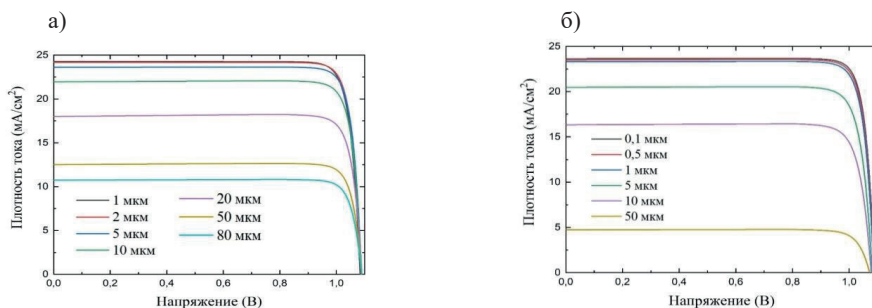 а)
б)
Плотность тока (мА/см²)
25
20
15
10
5
0
1 мкм
2 мкм
5 мкм
10 мкм
20 мкм
50 мкм
80 мкм
0,0 0,2 0,4 0,6 0,8 1,0
Напряжение (В)
Плотность тока (мА/см²)
25
20
15
10
5
0
0,1 мкм
0,5 мкм
1 мкм
5 мкм
10 мкм
50 мкм
0,0 0,2 0,4 0,6 0,8 1,0
Напряжение (В)